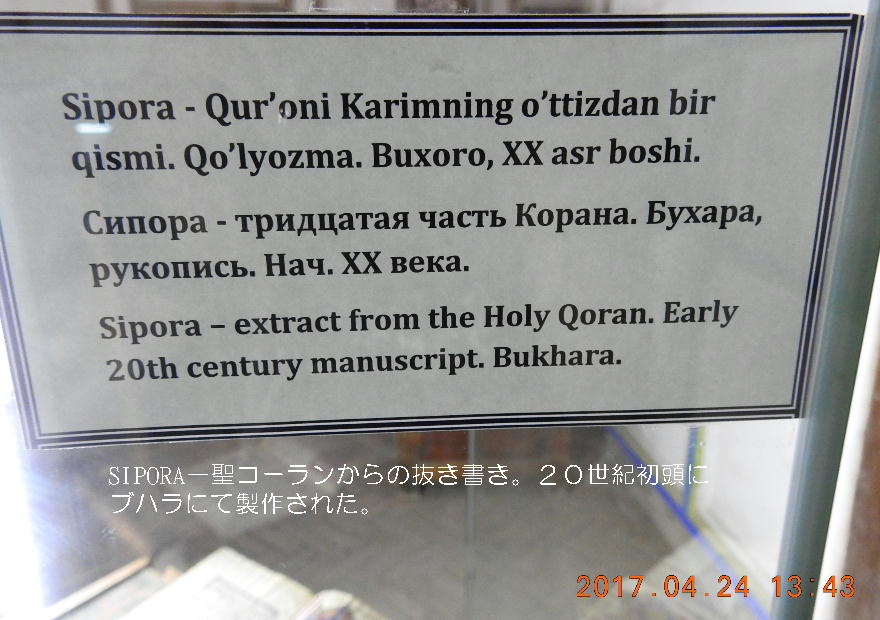 Sipora - Qur’oni Karimning o’ttizdan bir
qismi. Qo’lyozma. Buxoro, XX asr boshi.
Сипора - тридцатая часть Корана. Бухара,
рукопись. Нач. XX века.
Sipora – extract from the Holy Qoran. Early
20th century manuscript. Bukhara.
SIPORA－聖コーランからの抜き書き。２０世紀初頭に
ブハラにて製作された。
2017.04.24 13:43